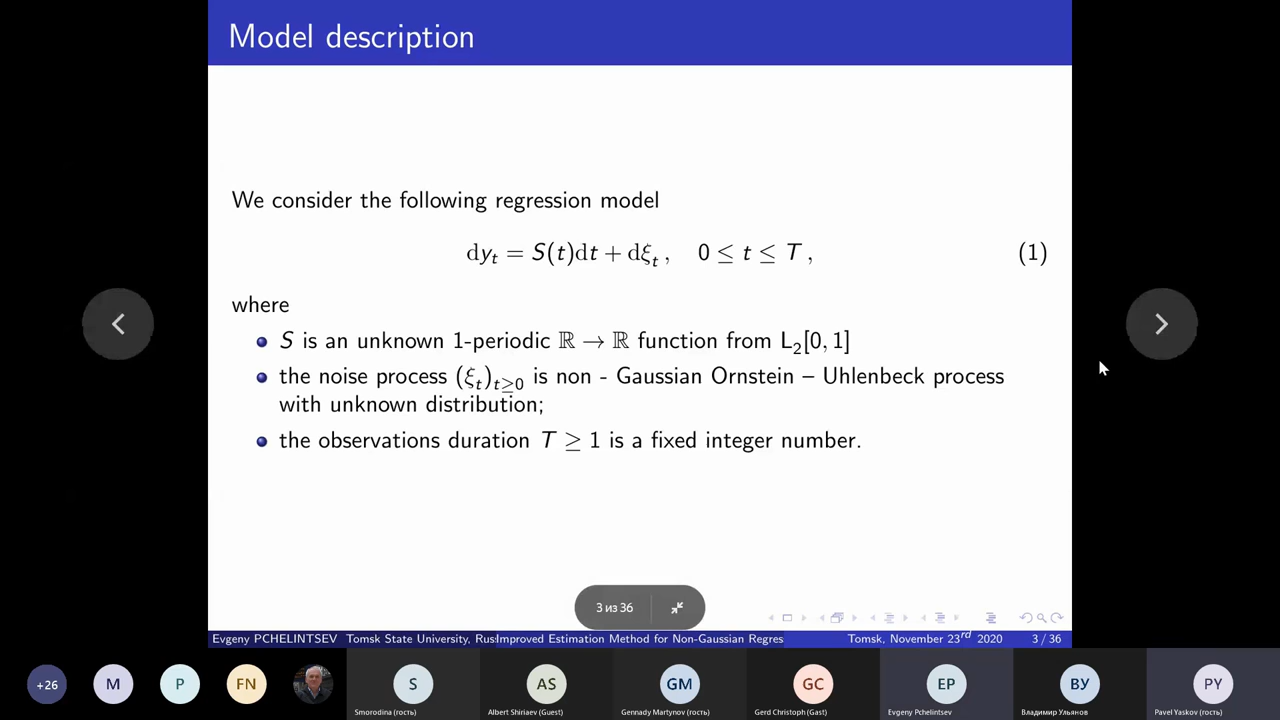 Model description
We consider the following regression model
dy_t = S(t)dt + dξ_t , 0 ≤ t ≤ T , (1)
where
S is an unknown 1-periodic ℝ → ℝ function from L₂[0, 1]
the noise process (ξ_t)_{t≥0} is non - Gaussian Ornstein – Uhlenbeck process
with unknown distribution;
the observations duration T ≥ 1 is a fixed integer number.
3 из 36
Evgeny PCHELINTSEV Tomsk State University, Rus Improved Estimation Method for Non-Gaussian Regres Tomsk, November 23rd 2020 3 / 36
+26 M P FN S AS GM GC EP ВУ PY
Smorodina (гость) Albert Shiriaev (Guest) Gennady Martynov (гость) Gerd Christoph (Gast) Evgeny Pchelintsev Владимир Ульянов Pavel Yaskov (гость)